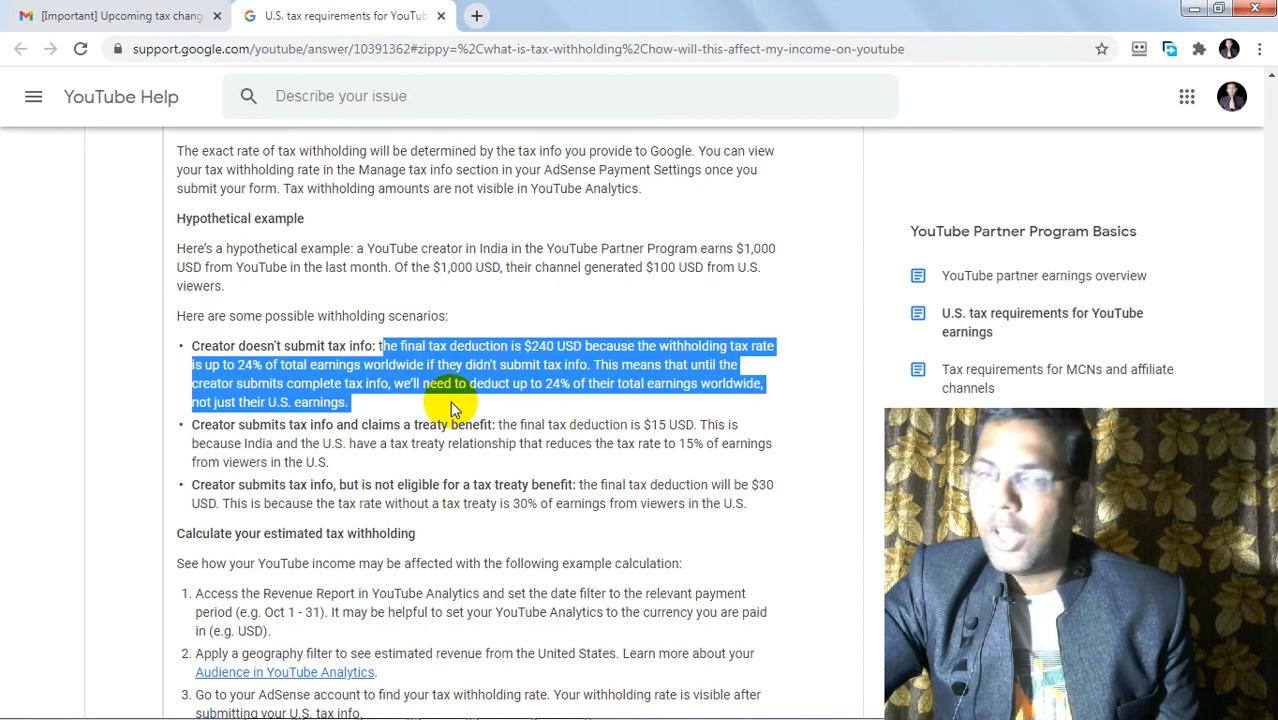 [Important] Upcoming tax chang
U.S. tax requirements for YouTub
support.google.com/youtube/answer/10391362#zippy=%2Cwhat-is-tax-withholding%2Chow-will-this-affect-my-income-on-youtube
YouTube Help
Describe your issue
The exact rate of tax withholding will be determined by the tax info you provide to Google. You can view
your tax withholding rate in the Manage tax info section in your AdSense Payment Settings once you
submit your form. Tax withholding amounts are not visible in YouTube Analytics.
Hypothetical example
Here's a hypothetical example: a YouTube creator in India in the YouTube Partner Program earns $1,000
USD from YouTube in the last month. Of the $1,000 USD, their channel generated $100 USD from U.S.
viewers.
Here are some possible withholding scenarios:
• Creator doesn't submit tax info: the final tax deduction is $240 USD because the withholding tax rate
is up to 24% of total earnings worldwide if they didn't submit tax info. This means that until the
creator submits complete tax info, we'll need to deduct up to 24% of their total earnings worldwide,
not just their U.S. earnings.
• Creator submits tax info and claims a treaty benefit: the final tax deduction is $15 USD. This is
because India and the U.S. have a tax treaty relationship that reduces the tax rate to 15% of earnings
from viewers in the U.S.
• Creator submits tax info, but is not eligible for a tax treaty benefit: the final tax deduction will be $30
USD. This is because the tax rate without a tax treaty is 30% of earnings from viewers in the U.S.
Calculate your estimated tax withholding
See how your YouTube income may be affected with the following example calculation:
1. Access the Revenue Report in YouTube Analytics and set the date filter to the relevant payment
period (e.g. Oct 1 - 31). It may be helpful to set your YouTube Analytics to the currency you are paid
in (e.g. USD).
2. Apply a geography filter to see estimated revenue from the United States. Learn more about your
Audience in YouTube Analytics.
3. Go to your AdSense account to find your tax withholding rate. Your withholding rate is visible after
submitting your U.S. tax info.
YouTube Partner Program Basics
YouTube partner earnings overview
U.S. tax requirements for YouTube
earnings
Tax requirements for MCNs and affiliate
channels